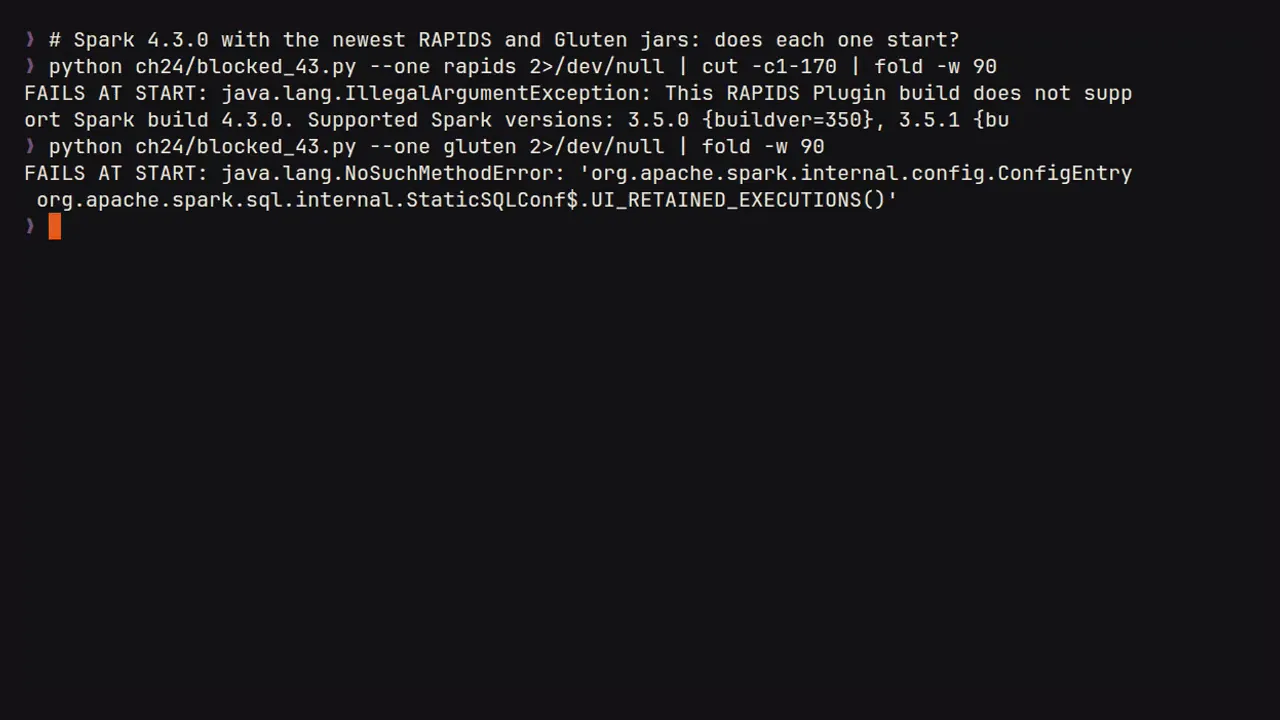 ❱ # Spark 4.3.0 with the newest RAPIDS and Gluten jars: does each one start?
❱ python ch24/blocked_43.py --one rapids 2>/dev/null | cut -c1-170 | fold -w 90
FAILS AT START: java.lang.IllegalArgumentException: This RAPIDS Plugin build does not supp
ort Spark build 4.3.0. Supported Spark versions: 3.5.0 {buildver=350}, 3.5.1 {bu
❱ python ch24/blocked_43.py --one gluten 2>/dev/null | fold -w 90
FAILS AT START: java.lang.NoSuchMethodError: 'org.apache.spark.internal.config.ConfigEntry
 org.apache.spark.sql.internal.StaticSQLConf$.UI_RETAINED_EXECUTIONS()'
❱